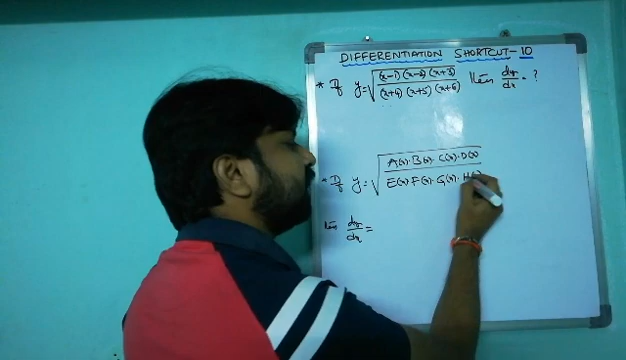 DIFFERENTIATION SHORTCUT-10
* If y=√((x-1)(x-2)(x+3)/(x+4)(x+5)(x+6)) then dy/dx = ?
* If y=√(A(x)·B(x)·C(x)·D(x)/E(x)·F(x)·G(x)·H(x))
then dy/dx =